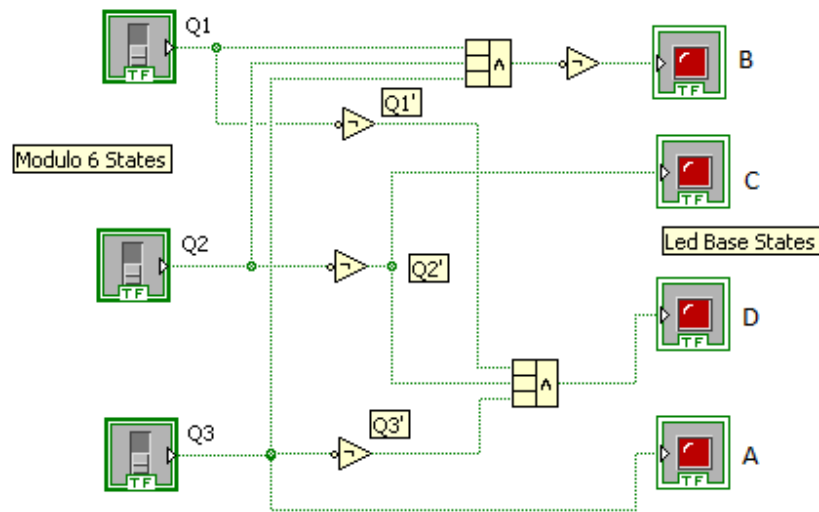 Q1
TF
Λ
¬
TF
B
Q1'
¬
Modulo 6 States
TF
C
Q2
TF
¬
Q2'
Led Base States
TF
D
Λ
Q3
TF
Q3'
¬
TF
A